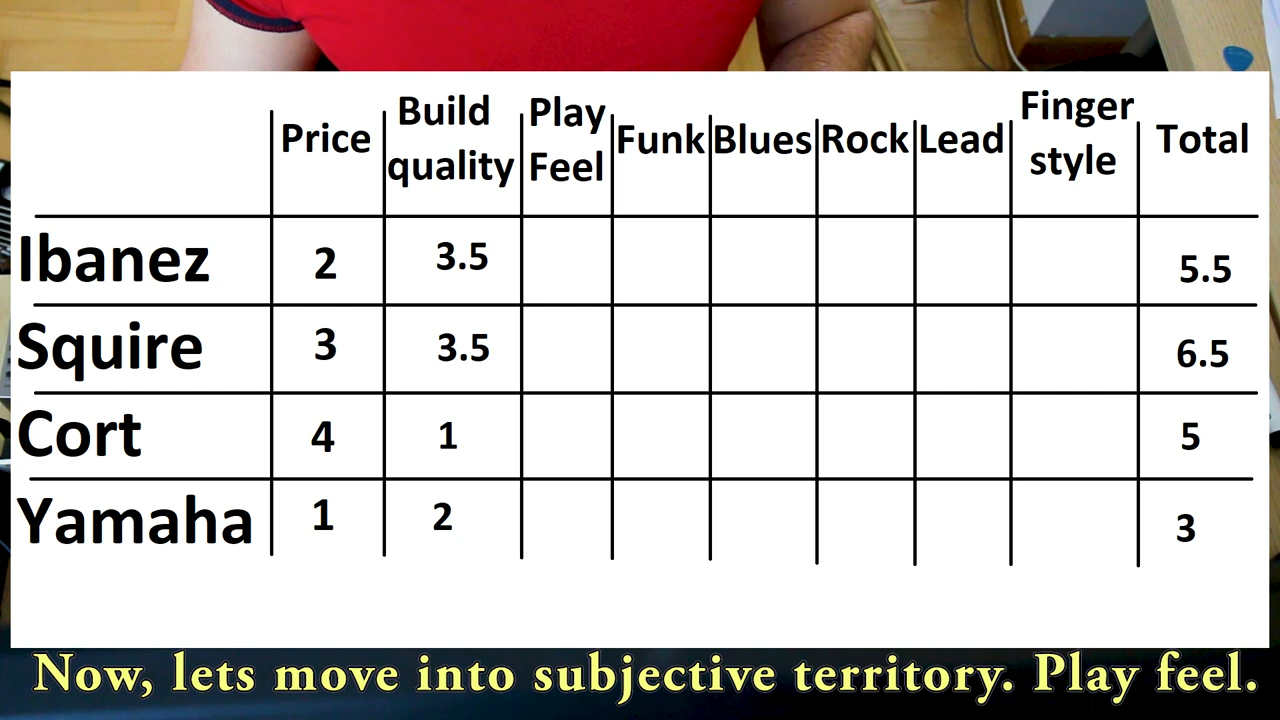 Price Build quality Play Feel Funk Blues Rock Lead Finger style Total
Ibanez 2 3.5 5.5
Squire 3 3.5 6.5
Cort 4 1 5
Yamaha 1 2 3
Now, lets move into subjective territory. Play feel.